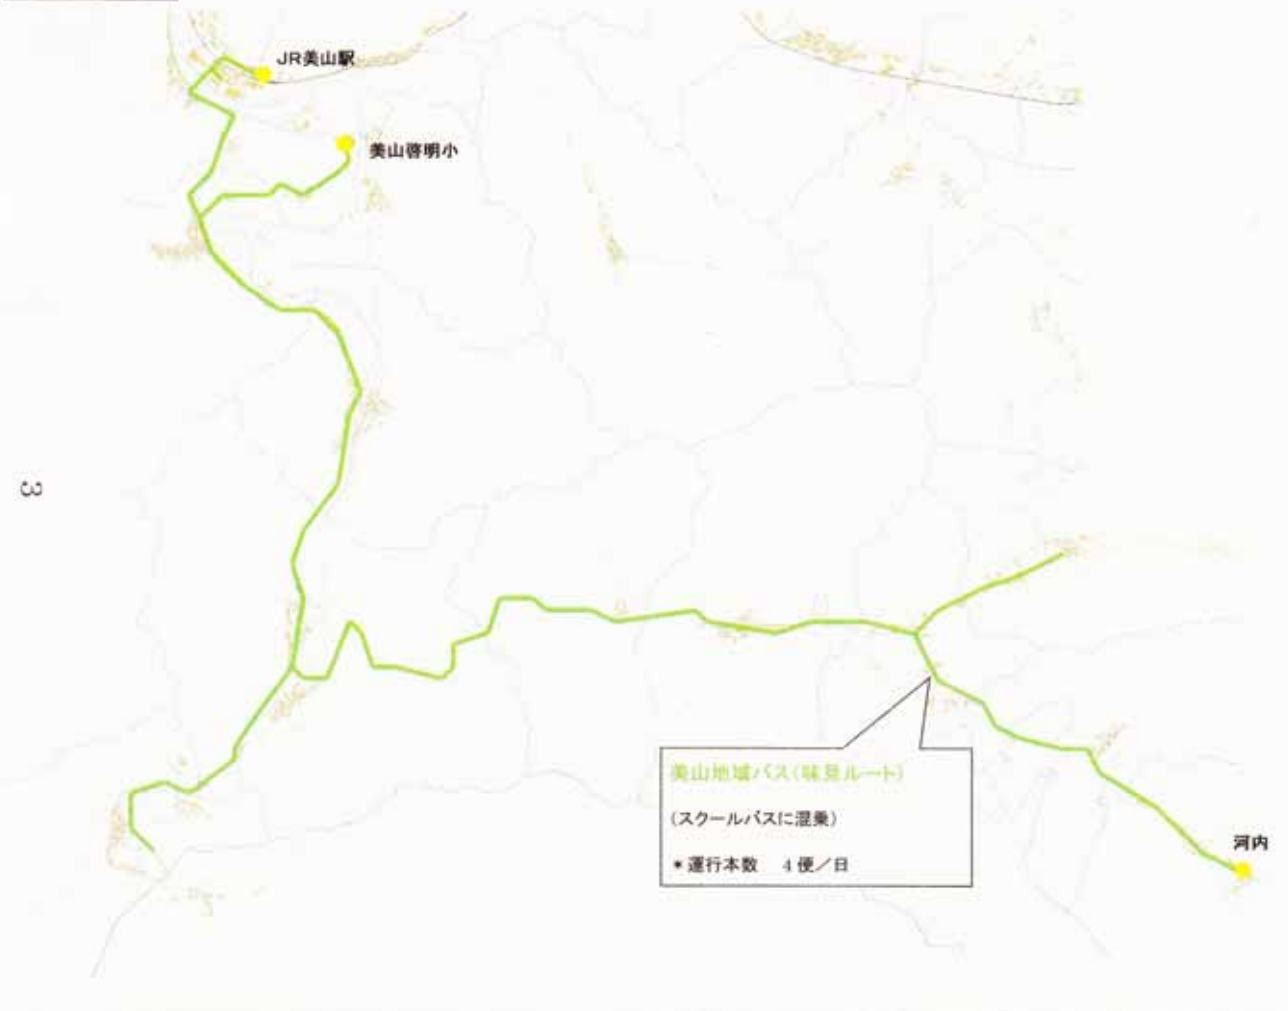 JR美山駅
美山啓明小
3
美山地域バス(味見ルート)
(スクールバスに混乗)
*運行本数 4便/日
河内